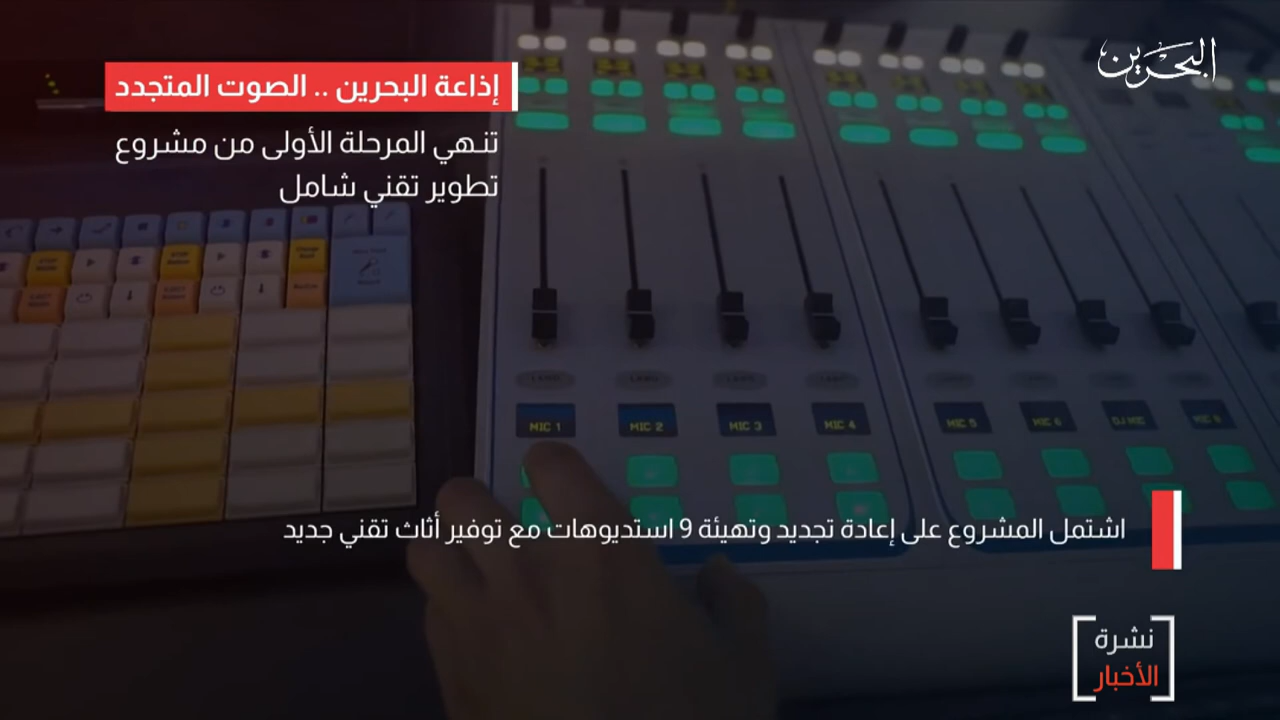 البحرين
إذاعة البحرين .. الصوت المتجدد
تنهي المرحلة الأولى من مشروع
تطوير تقني شامل
MIC 1
MIC 2
MIC 3
MIC 4
MIC 5
MIC 6
DJ MIC
اشتمل المشروع على إعادة تجديد وتهيئة 9 استديوهات مع توفير أثاث تقني جديد
نشرة
الأخبار